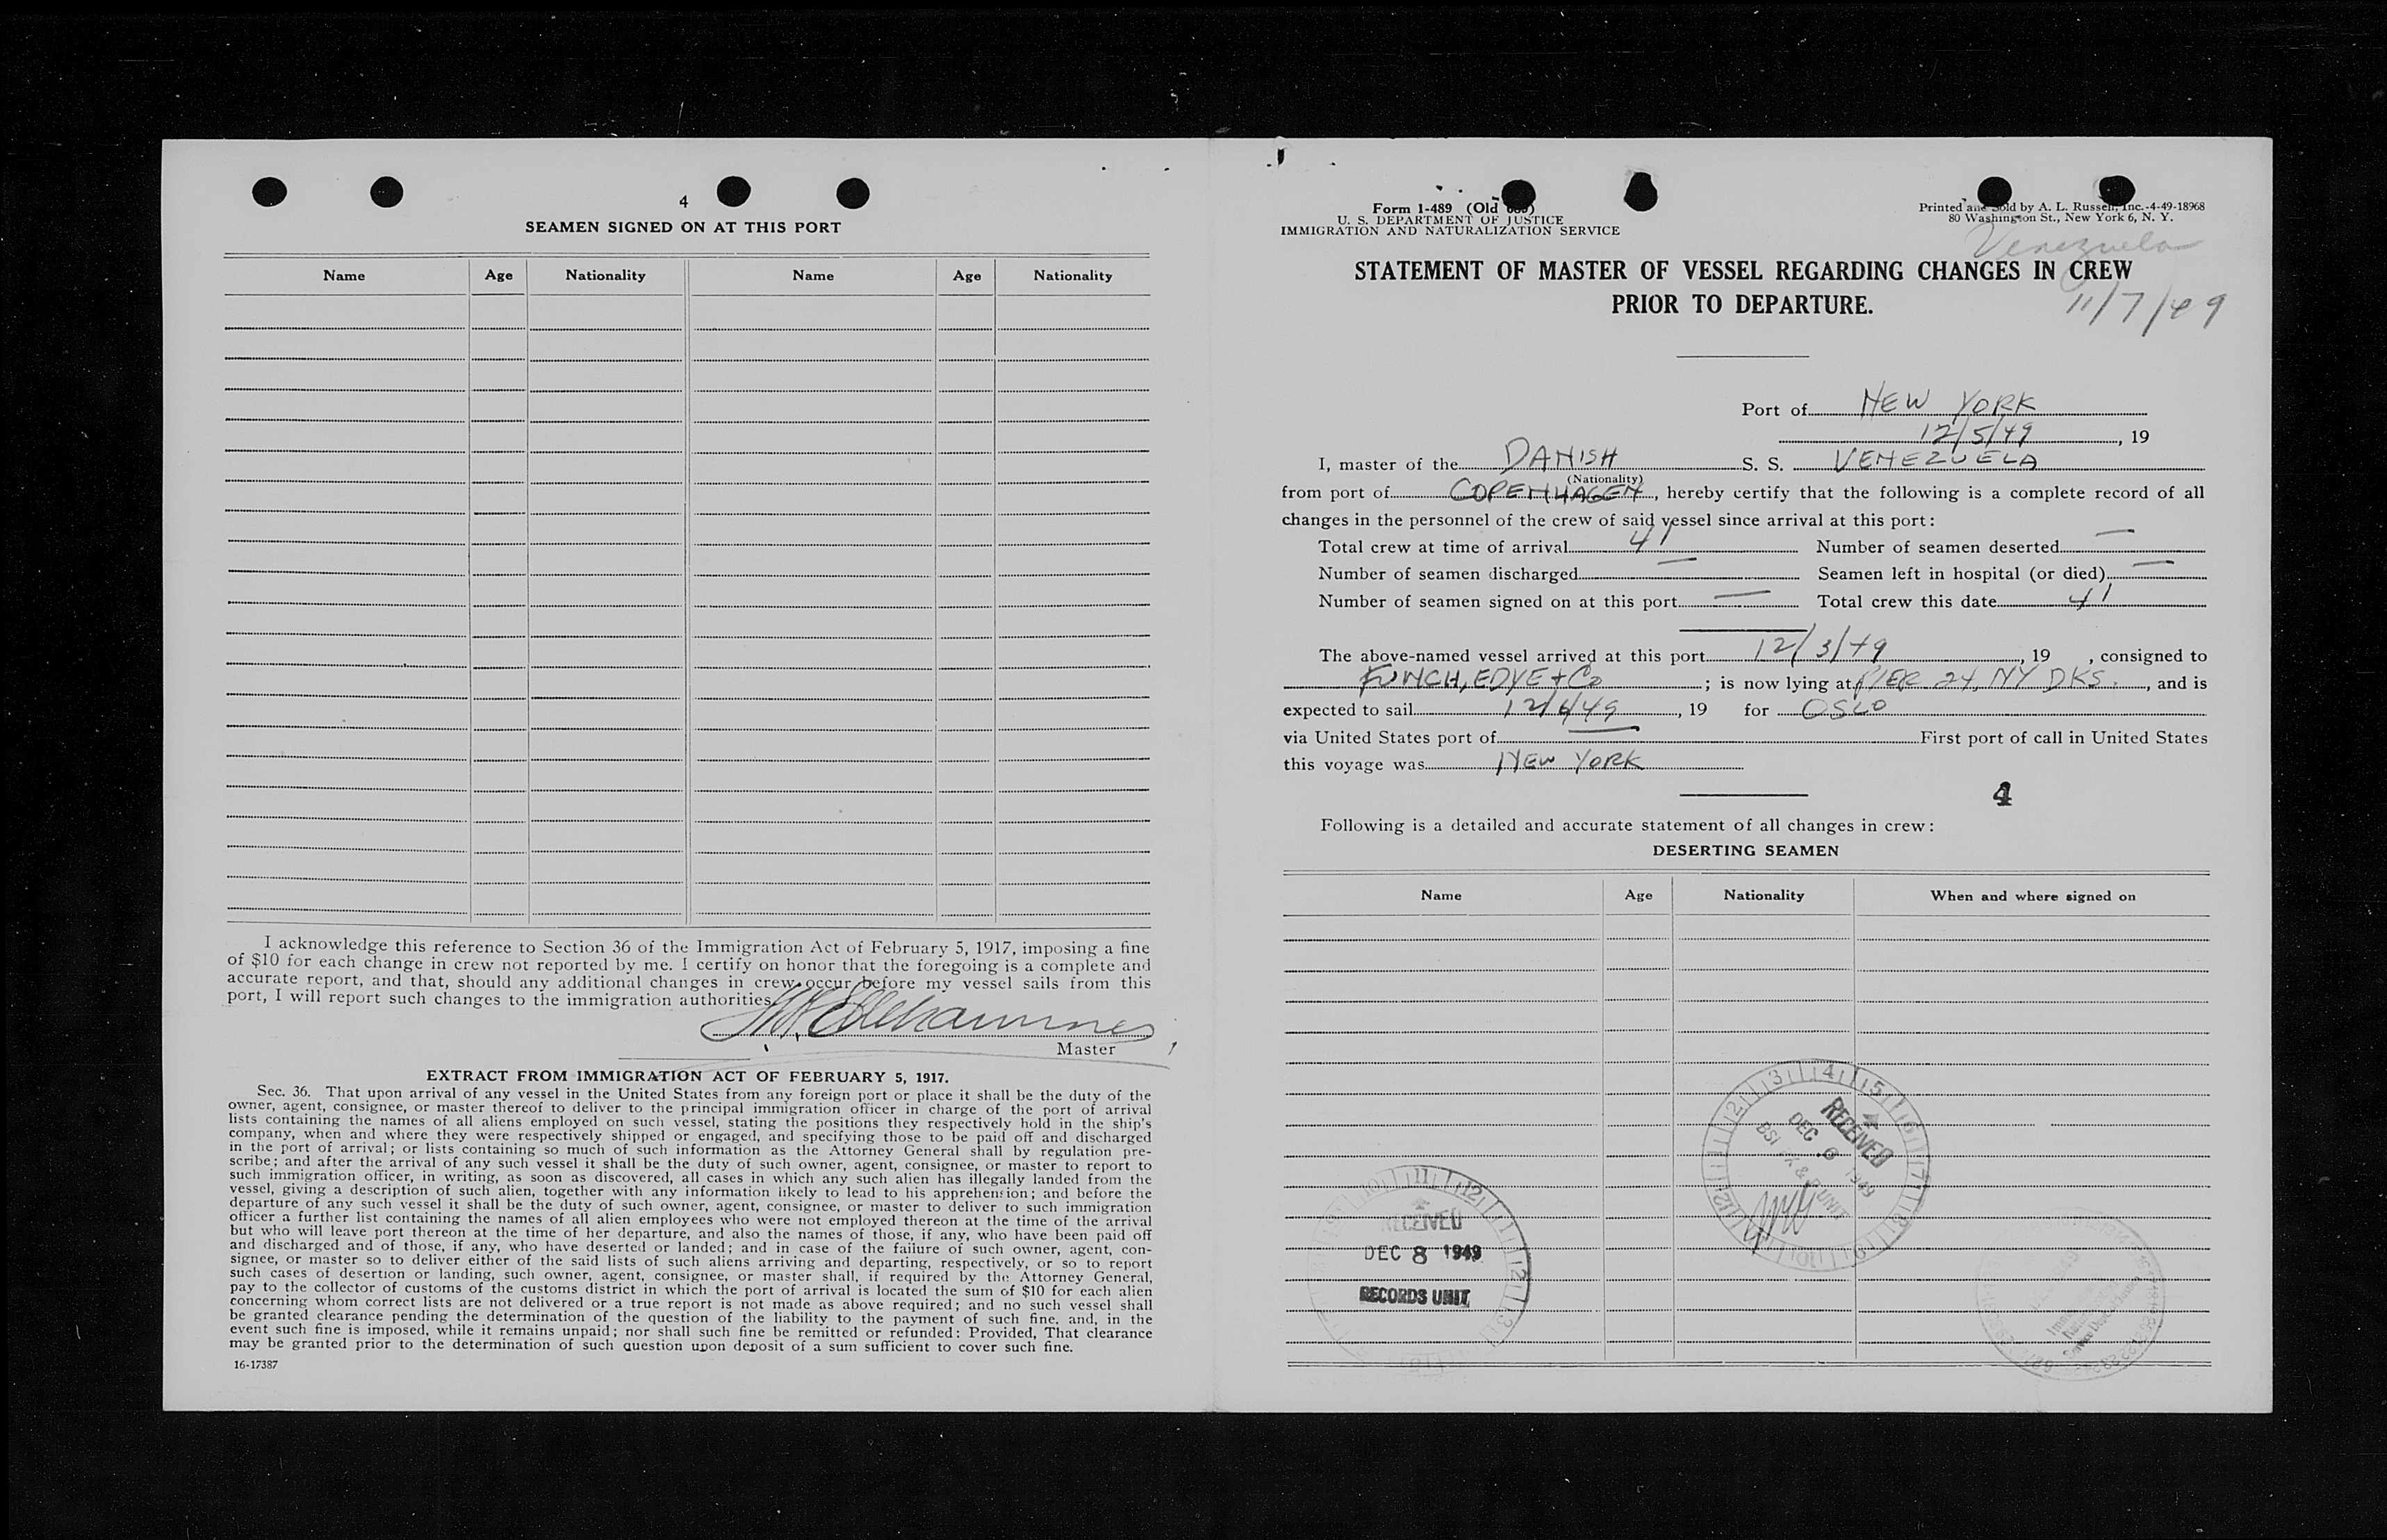 4
SEAMEN SIGNED ON AT THIS PORT
Name Age Nationality Name Age Nationality
I acknowledge this reference to Section 36 of the Immigration Act of February 5, 1917, imposing a fine
of $10 for each change in crew not reported by me. I certify on honor that the foregoing is a complete and
accurate report, and that, should any additional changes in crew occur before my vessel sails from this
port, I will report such changes to the immigration authorities
Master
EXTRACT FROM IMMIGRATION ACT OF FEBRUARY 5, 1917.
Sec. 36. That upon arrival of any vessel in the United States from any foreign port or place it shall be the duty of the
owner, agent, consignee, or master thereof to deliver to the principal immigration officer in charge of the port of arrival
lists containing the names of all aliens employed on such vessel, stating the positions they respectively hold in the ship's
company, when and where they were respectively shipped or engaged, and specifying those to be paid off and discharged
in the port of arrival; or lists containing so much of such information as the Attorney General shall by regulation pre-
scribe; and after the arrival of any such vessel it shall be the duty of such owner, agent, consignee, or master to report to
such immigration officer, in writing, as soon as discovered, all cases in which any such alien has illegally landed from the
vessel, giving a description of such alien, together with any information likely to lead to his apprehension; and before the
departure of any such vessel it shall be the duty of such owner, agent, consignee, or master to deliver to such immigration
officer a further list containing the names of all alien employees who were not employed thereon at the time of the arrival
but who will leave port thereon at the time of her departure, and also the names of those, if any, who have been paid off
and discharged and of those, if any, who have deserted or landed; and in case of the failure of such owner, agent, con-
signee, or master so to deliver either of the said lists of such aliens arriving and departing, respectively, or so to report
such cases of desertion or landing, such owner, agent, consignee, or master shall, if required by the Attorney General,
pay to the collector of customs of the customs district in which the port of arrival is located the sum of $10 for each alien
concerning whom correct lists are not delivered or a true report is not made as above required; and no such vessel shall
be granted clearance pending the determination of the question of the liability to the payment of such fine, and, in the
event such fine is imposed, while it remains unpaid; nor shall such fine be remitted or refunded: Provided, That clearance
may be granted prior to the determination of such question upon deposit of a sum sufficient to cover such fine.
16-17387
Form 1-489 (Old
U. S. DEPARTMENT OF JUSTICE
IMMIGRATION AND NATURALIZATION SERVICE
Printed and Sold by A. L. Russell, Inc.-4-49-18968
80 Washington St., New York 6, N. Y.
Venezuela
STATEMENT OF MASTER OF VESSEL REGARDING CHANGES IN CREW
PRIOR TO DEPARTURE.
11/7/49
Port of NEW YORK
12/5/49, 19
I, master of the DANISH S. S. VENEZUELA
(Nationality)
from port of COPENHAGEN, hereby certify that the following is a complete record of all
changes in the personnel of the crew of said vessel since arrival at this port:
Total crew at time of arrival 41 Number of seamen deserted —
Number of seamen discharged — Seamen left in hospital (or died) —
Number of seamen signed on at this port — Total crew this date 41
The above-named vessel arrived at this port 12/3/49, 19 , consigned to
FUNCH, EDYE + Co; is now lying at PIER 24, NY DKS., and is
expected to sail 12/6/49, 19 for OSLO
via United States port of — First port of call in United States
this voyage was NEW YORK
4
Following is a detailed and accurate statement of all changes in crew:
DESERTING SEAMEN
Name Age Nationality When and where signed on
RECEIVED
DEC 6 1949
BSI & UNIT
RECEIVED
DEC 8 1949
RECORDS UNIT